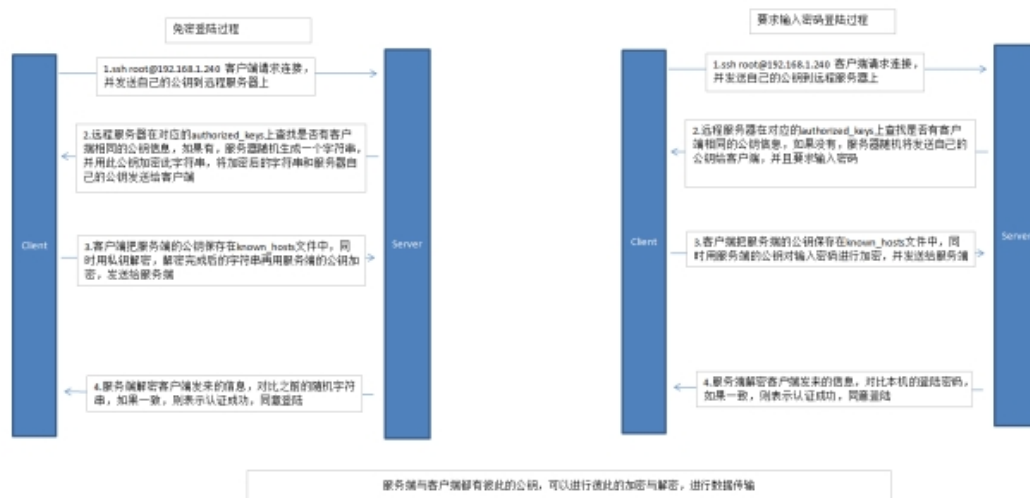 免密登陆过程
1.ssh root@192.168.1.240 客户端请求连接，
并发送自己的公钥到远程服务器上
2.远程服务器在对应的authorized_keys上查找是否有客户
端相同的公钥信息，如果有，服务器随机生成一个字符串，
并用此公钥加密此字符串，将加密后的字符串和服务器自
己的公钥发送给客户端
Client
Server
3.客户端把服务端的公钥保存在known_hosts文件中，同
时用私钥解密，解密完成后的字符串再用服务端的公钥加
密，发送给服务端
4.服务端解密客户端发来的信息，对比之前的随机字符
串，如果一致，则表示认证成功，同意登陆
要求输入密码登陆过程
1.ssh root@192.168.1.240 客户端请求连接，
并发送自己的公钥到远程服务器上
2.远程服务器在对应的authorized_keys上查找是否有客户
端相同的公钥信息，如果没有，服务器随机将发送自己的
公钥给客户端，并且要求输入密码
Client
Server
3.客户端把服务端的公钥保存在known_hosts文件中，同
时用服务端的公钥对输入密码进行加密，并发送给服务端
4.服务端解密客户端发来的信息，对比本机的登陆密码，
如果一致，则表示认证成功，同意登陆
服务端与客户端都有彼此的公钥，可以进行彼此的加密与解密，进行数据传输